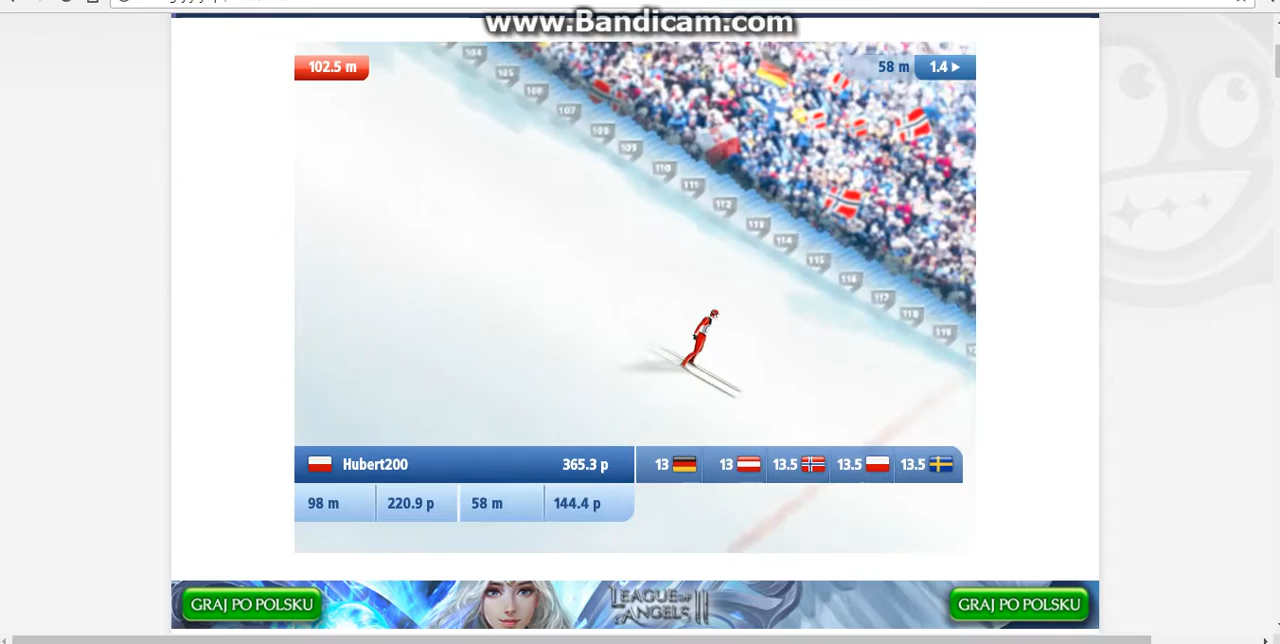 www.Bandicam.com
102.5 m
58 m 1.4
104
105
106
107
108
109
110
111
112
113
114
115
116
117
118
119
Hubert200 365.3 p 13 13 13.5 13.5 13.5
98 m 220.9 p 58 m 144.4 p
GRAJ PO POLSKU LEAGUE OF ANGELS II GRAJ PO POLSKU